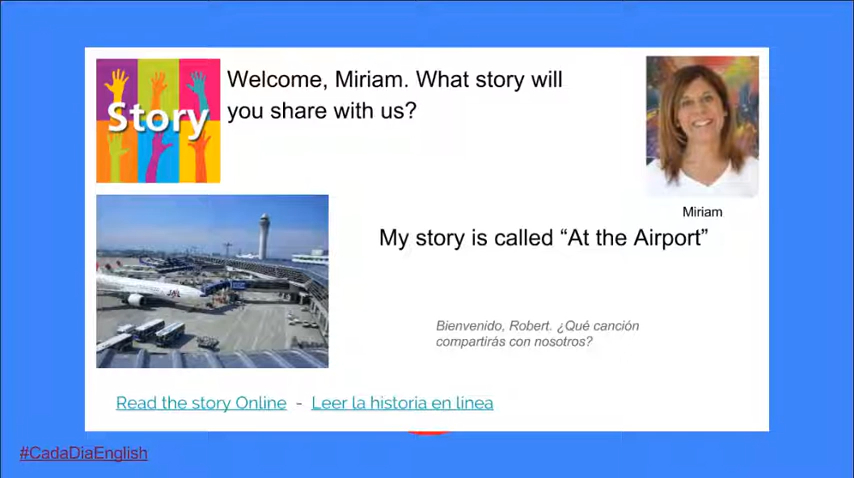 Story
Welcome, Miriam. What story will
you share with us?
Miriam
My story is called “At the Airport”
JAL
Bienvenido, Robert. ¿Qué canción
compartirás con nosotros?
Read the story Online - Leer la historia en linea
#CadaDiaEnglish